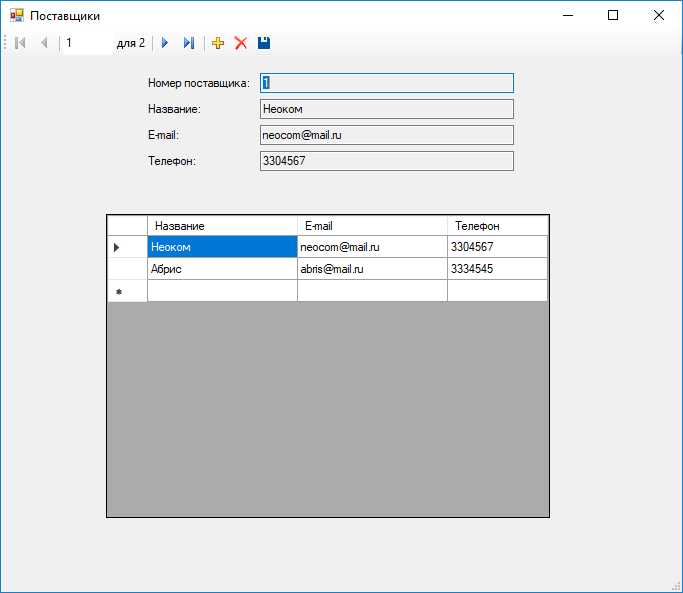 Поставщики
1 для 2
Номер поставщика: 1
Название: Неоком
E-mail: neocom@mail.ru
Телефон: 3304567
Название E-mail Телефон
Неоком neocom@mail.ru 3304567
Абрис abris@mail.ru 3334545